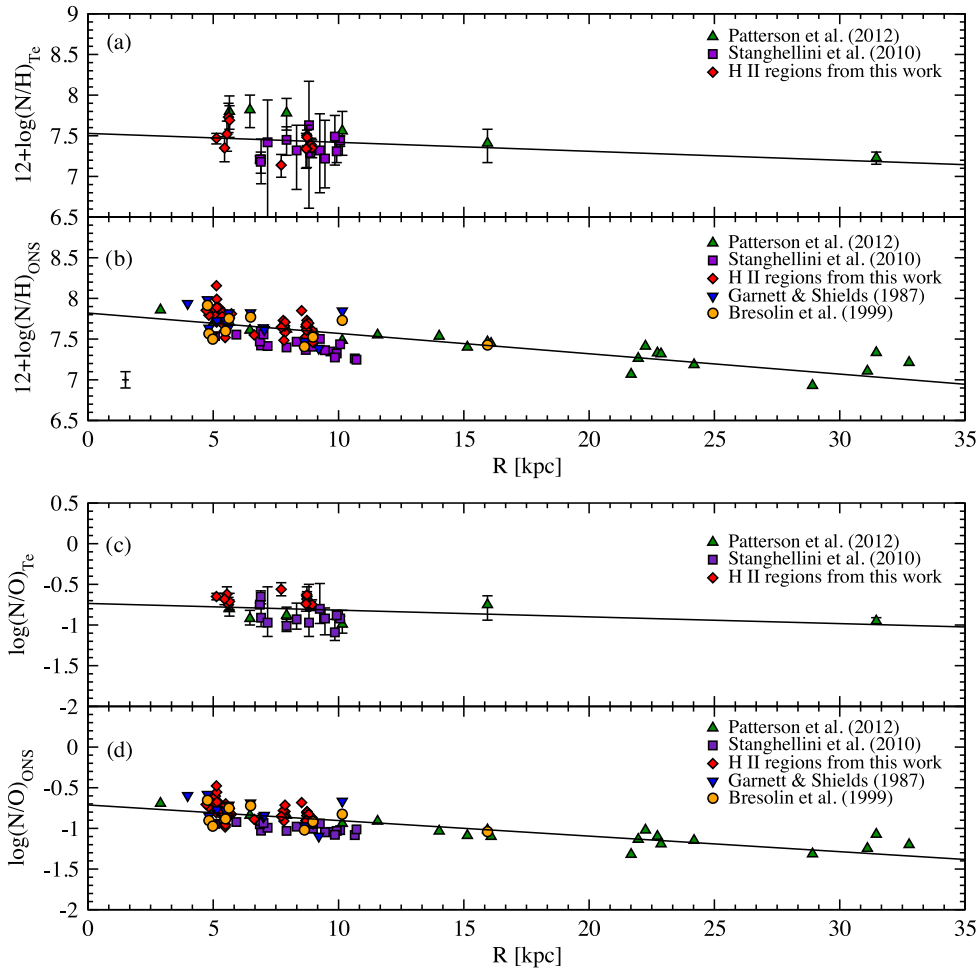 9
8.5
8
7.5
7
6.5
12+log(N/H)Te
(a)
Patterson et al. (2012)
Stanghellini et al. (2010)
H II regions from this work
8.5
8
7.5
7
6.5
12+log(N/H)ONS
(b)
Patterson et al. (2012)
Stanghellini et al. (2010)
H II regions from this work
Garnett & Shields (1987)
Bresolin et al. (1999)
0 5 10 15 20 25 30 35
R [kpc]
0.5
0
-0.5
-1
-1.5
-2
log(N/O)Te
(c)
Patterson et al. (2012)
Stanghellini et al. (2010)
H II regions from this work
0
-0.5
-1
-1.5
-2
log(N/O)ONS
(d)
Patterson et al. (2012)
Stanghellini et al. (2010)
H II regions from this work
Garnett & Shields (1987)
Bresolin et al. (1999)
0 5 10 15 20 25 30 35
R [kpc]